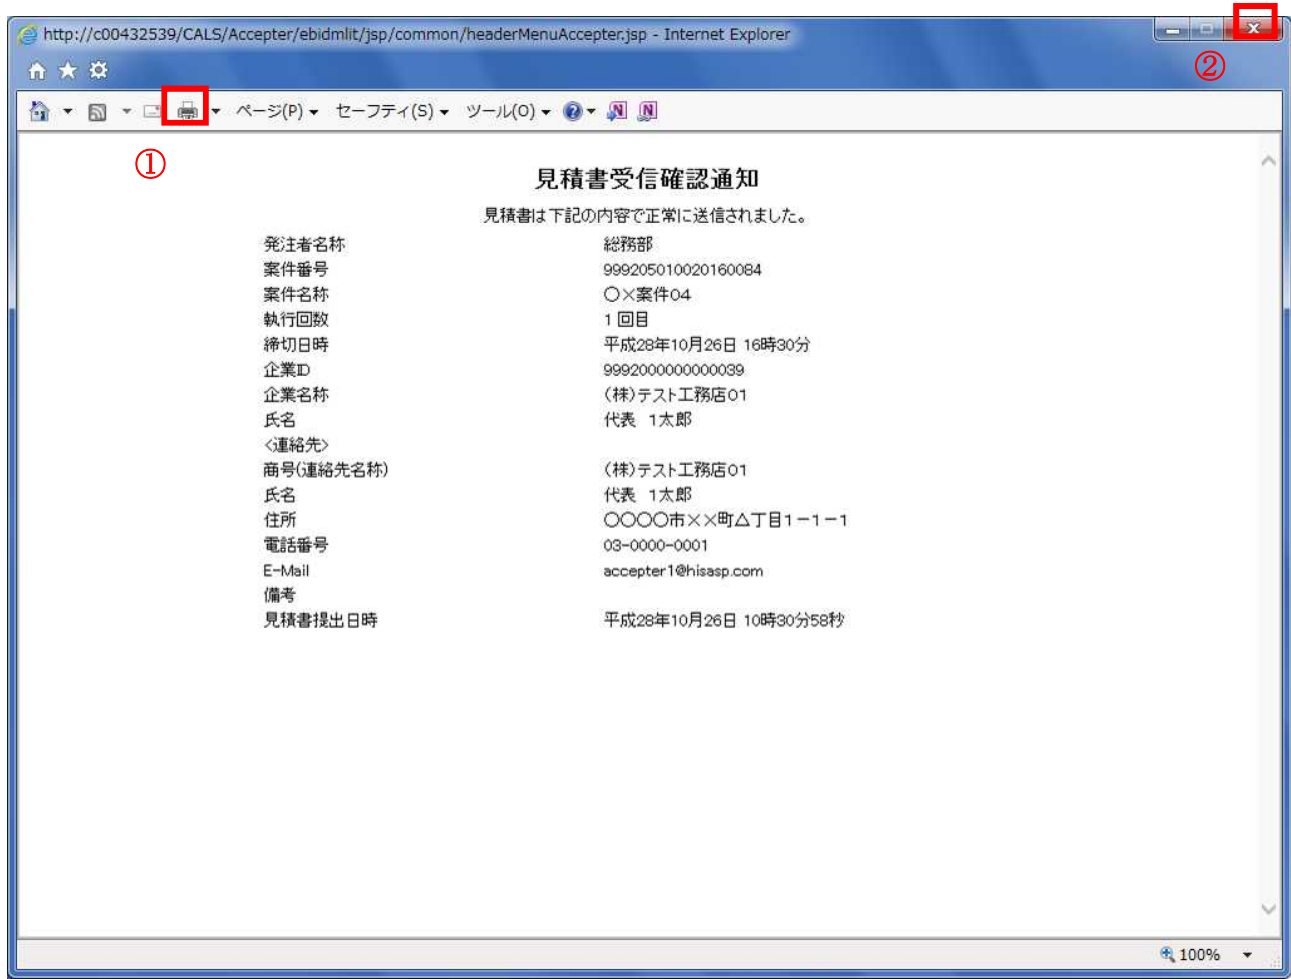 http://c00432539/CALS/Accepter/ebidmlit/jsp/common/headerMenuAccepter.jsp - Internet Explorer
②
ページ(P) セーフティ(S) ツール(O)
①
見積書受信確認通知
見積書は下記の内容で正常に送信されました。
発注者名称 総務部
案件番号 999205010020160084
案件名称 〇×案件04
執行回数 1回目
締切日時 平成28年10月26日 16時30分
企業ID 9992000000000039
企業名称 (株)テスト工務店01
氏名 代表 1太郎
<連絡先>
商号(連絡先名称) (株)テスト工務店01
氏名 代表 1太郎
住所 〇〇〇〇市××町△丁目1-1-1
電話番号 03-0000-0001
E-Mail accepter1@hisasp.com
備考
見積書提出日時 平成28年10月26日 10時30分58秒
100%